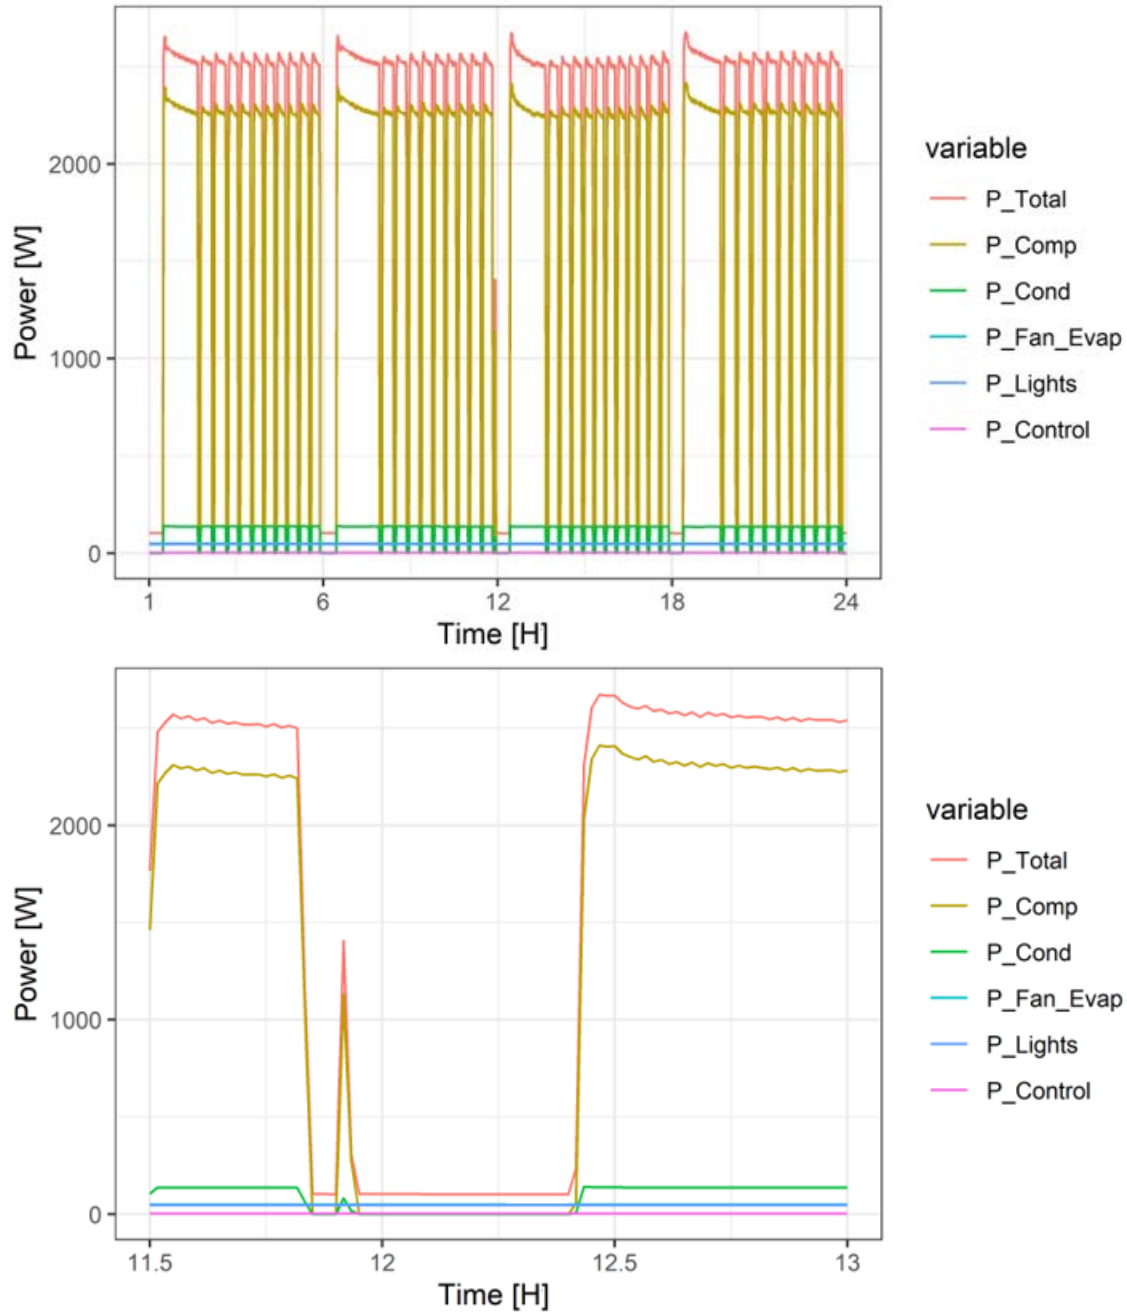 2000
1000
0
Power [W]
1
6
12
18
24
Time [H]
variable
P_Total
P_Comp
P_Cond
P_Fan_Evap
P_Lights
P_Control
2000
1000
0
Power [W]
11.5
12
12.5
13
Time [H]
variable
P_Total
P_Comp
P_Cond
P_Fan_Evap
P_Lights
P_Control